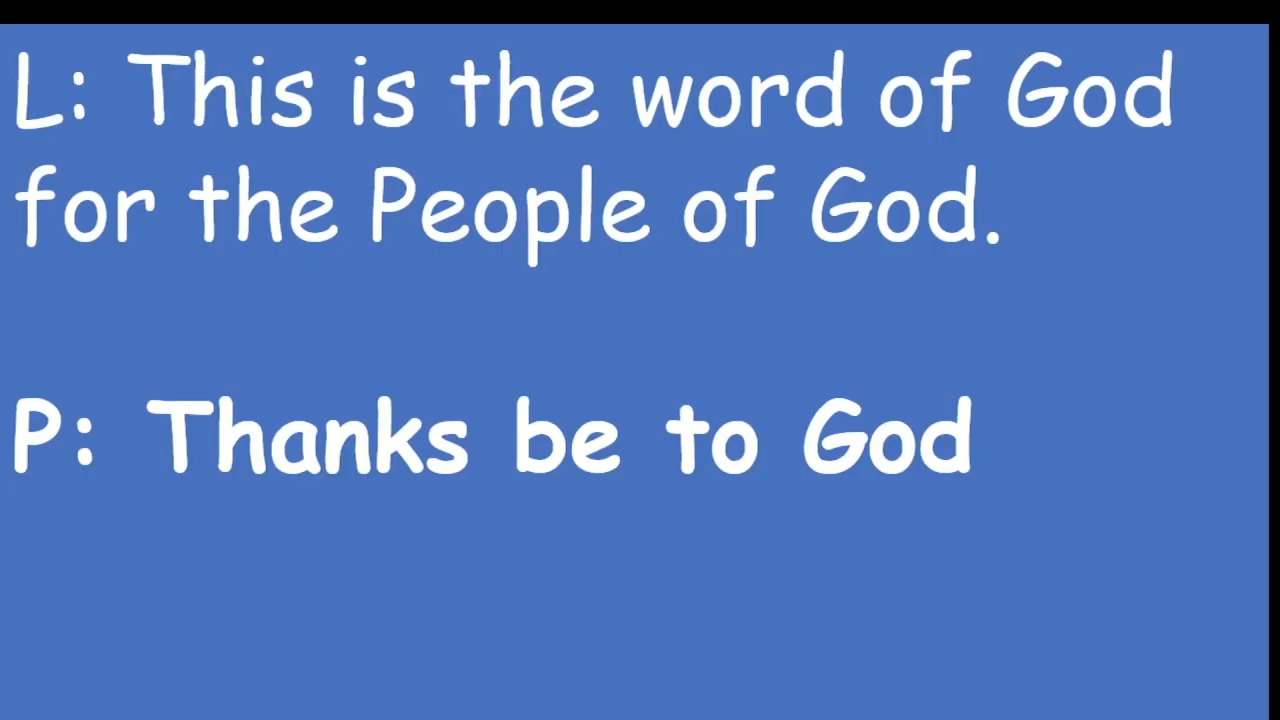 L: This is the word of God
for the People of God.
P: Thanks be to God